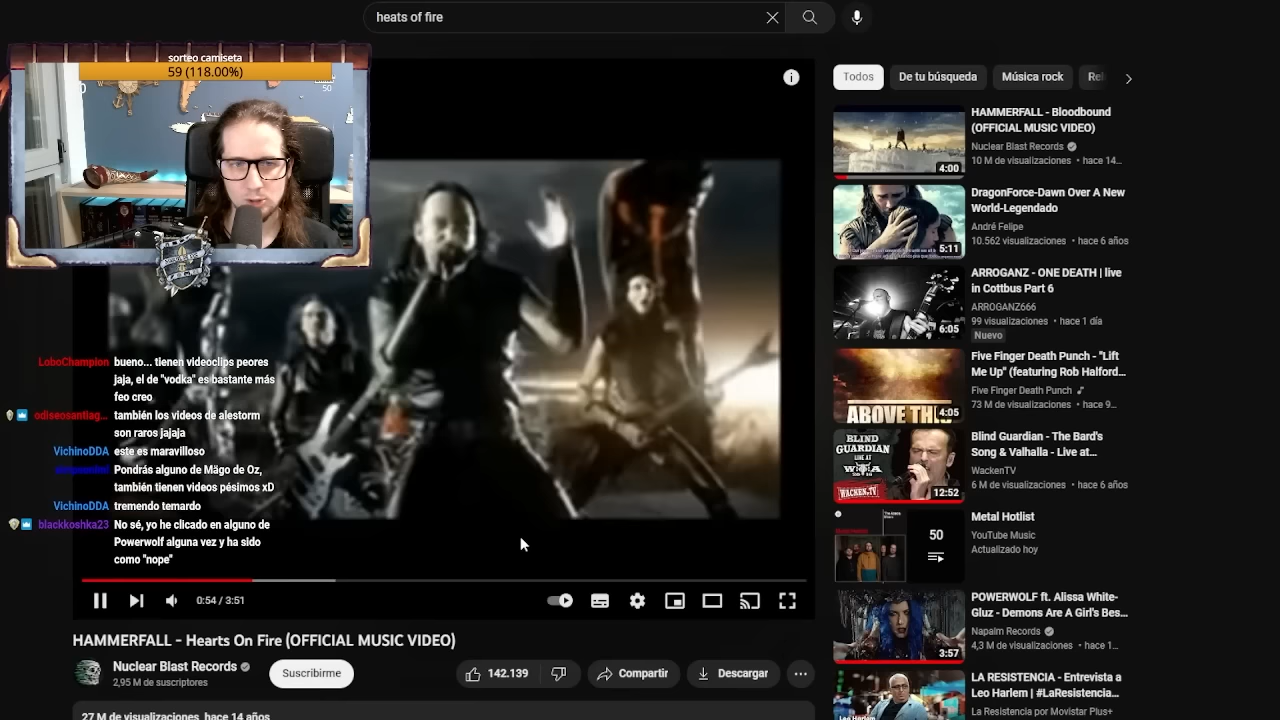 heats of fire
sorteo camiseta
59 (118.00%)
50
Todos
De tu búsqueda
Música rock
HAMMERFALL - Bloodbound
(OFFICIAL MUSIC VIDEO)
Nuclear Blast Records
10 M de visualizaciones • hace 14...
4:00
DragonForce-Dawn Over A New
World-Legendado
André Felipe
10.562 visualizaciones • hace 6 años
5:11
ARROGANZ - ONE DEATH | live
in Cottbus Part 6
ARROGANZ666
99 visualizaciones • hace 1 día
Nuevo
6:05
Five Finger Death Punch - "Lift
Me Up" (featuring Rob Halford...
Five Finger Death Punch
73 M de visualizaciones • hace 9...
ABOVE THIS
4:05
Blind Guardian - The Bard's
Song & Valhalla - Live at...
WackenTV
6 M de visualizaciones • hace 6 años
BLIND
GUARDIAN
LIVE AT
WACKEN.TV
12:52
Metal Hotlist
YouTube Music
Actualizado hoy
50
POWERWOLF ft. Alissa White-
Gluz - Demons Are A Girl's Bes...
Napalm Records
4,3 M de visualizaciones • hace 1...
3:57
LA RESISTENCIA - Entrevista a
Leo Harlem | #LaResistencia...
La Resistencia por Movistar Plus+
Leo Harlem
LoboChampion bueno... tienen videoclips peores
jaja, el de "vodka" es bastante más
feo creo
odiseosantiag... también los videos de alestorm
son raros jajaja
VichinoDDA este es maravilloso
Pondrás alguno de Mägo de Oz,
también tienen videos pésimos xD
VichinoDDA tremendo temardo
blackkoshka23 No sé, yo he clicado en alguno de
Powerwolf alguna vez y ha sido
como "nope"
0:54 / 3:51
HAMMERFALL - Hearts On Fire (OFFICIAL MUSIC VIDEO)
Nuclear Blast Records
2,95 M de suscriptores
Suscribirme
142.139
Compartir
Descargar
27 M de visualizaciones hace 14 años